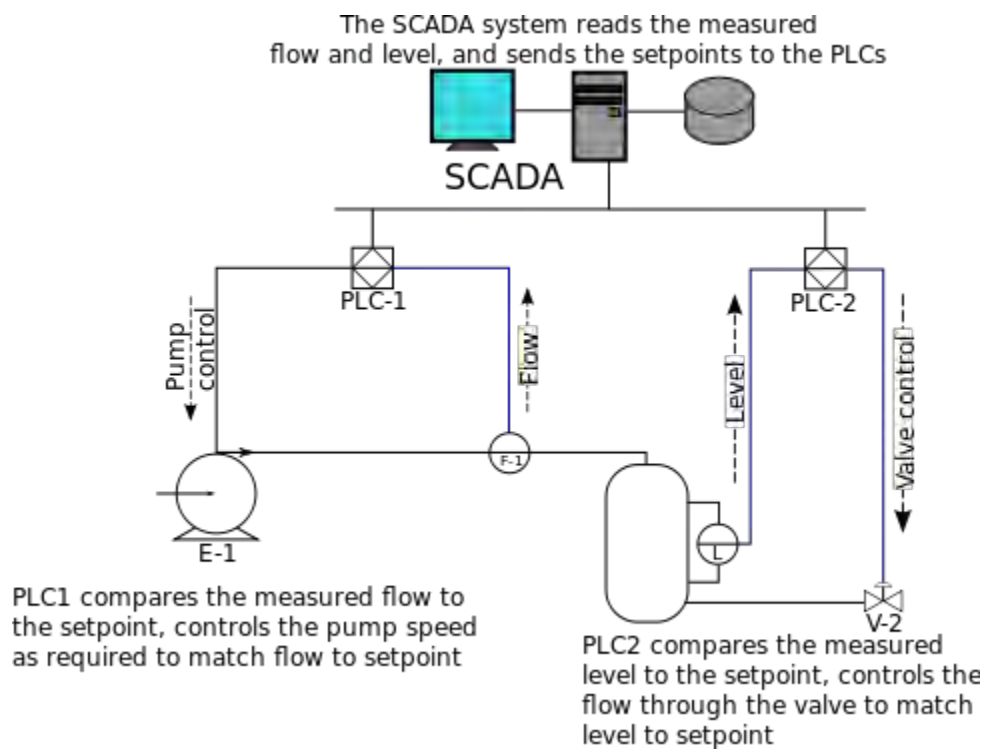 The SCADA system reads the measured
flow and level, and sends the setpoints to the PLCs
SCADA
PLC-1
PLC-2
Pump
control
Flow
Level
Valve control
F-1
L
E-1
V-2
PLC1 compares the measured flow to
the setpoint, controls the pump speed
as required to match flow to setpoint
PLC2 compares the measured
level to the setpoint, controls the
flow through the valve to match
level to setpoint